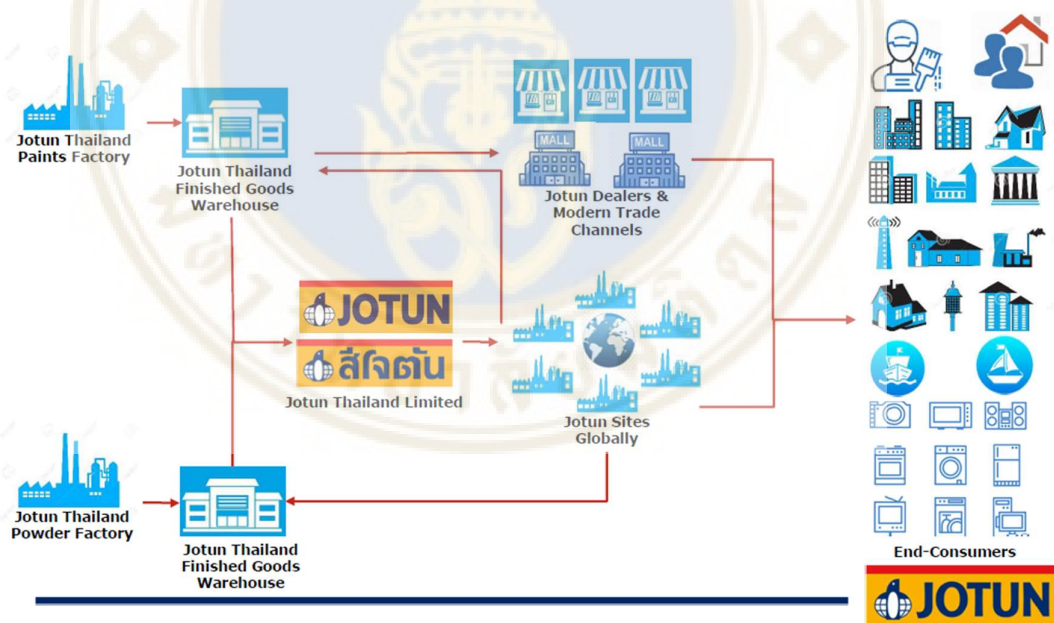 Jotun Thailand
Paints Factory
Jotun Thailand
Finished Goods
Warehouse
MALL
MALL
Jotun Dealers &
Modern Trade
Channels
JOTUN
สีโจตัน
Jotun Thailand Limited
Jotun Sites
Globally
Jotun Thailand
Powder Factory
Jotun Thailand
Finished Goods
Warehouse
End-Consumers
JOTUN